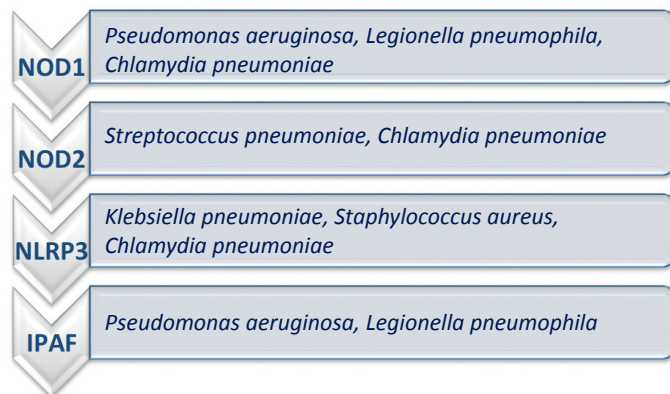 NOD1
Pseudomonas aeruginosa, Legionella pneumophila,
Chlamydia pneumoniae
NOD2
Streptococcus pneumoniae, Chlamydia pneumoniae
NLRP3
Klebsiella pneumoniae, Staphylococcus aureus,
Chlamydia pneumoniae
IPAF
Pseudomonas aeruginosa, Legionella pneumophila